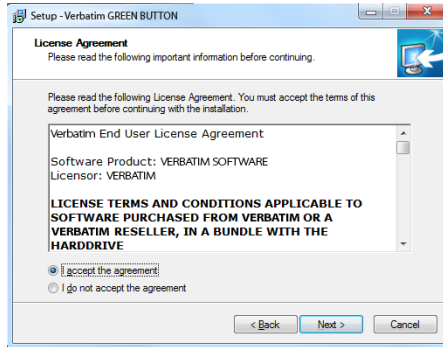 Setup - Verbatim GREEN BUTTON
License Agreement
Please read the following important information before continuing.
Please read the following License Agreement. You must accept the terms of this
agreement before continuing with the installation.
Verbatim End User License Agreement
Software Product: VERBATIM SOFTWARE
Licensor: VERBATIM
LICENSE TERMS AND CONDITIONS APPLICABLE TO
SOFTWARE PURCHASED FROM VERBATIM OR A
VERBATIM RESELLER, IN A BUNDLE WITH THE
HARDDRIVE
I accept the agreement
I do not accept the agreement
< Back Next > Cancel